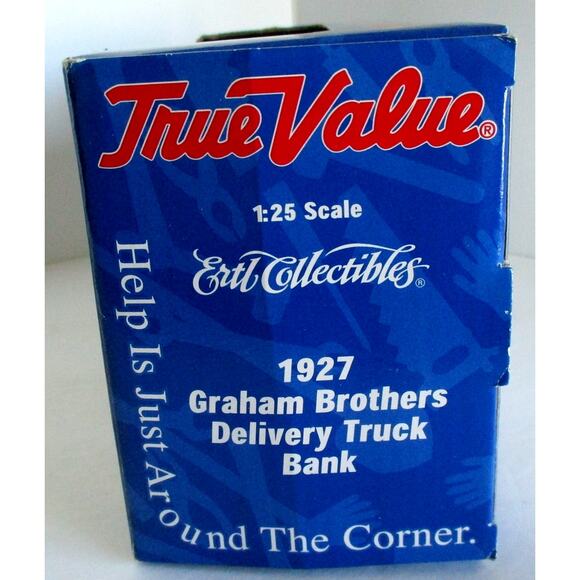 True Value®
1:25 Scale
Ertl Collectibles®
1927
Graham Brothers
Delivery Truck
Bank
Help Is Just Around The Corner.